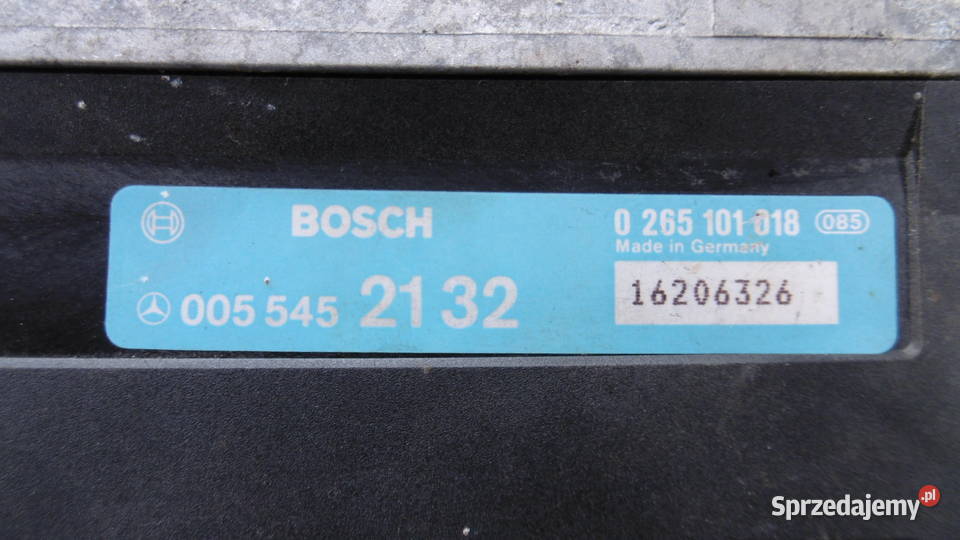 BOSCH
0 265 101 018 085
Made in Germany
005 545 21 32
16206326
Sprzedajemy.pl